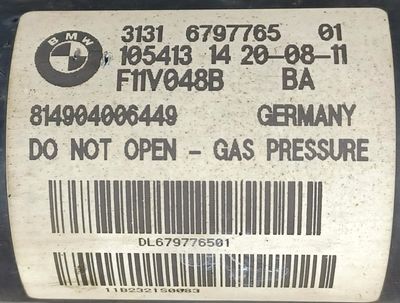 BMW
3131 6797765 01
105413 14 20-08-11
F11V048B BA
814904006449 GERMANY
DO NOT OPEN - GAS PRESSURE
DL679776501
11B2321S0083